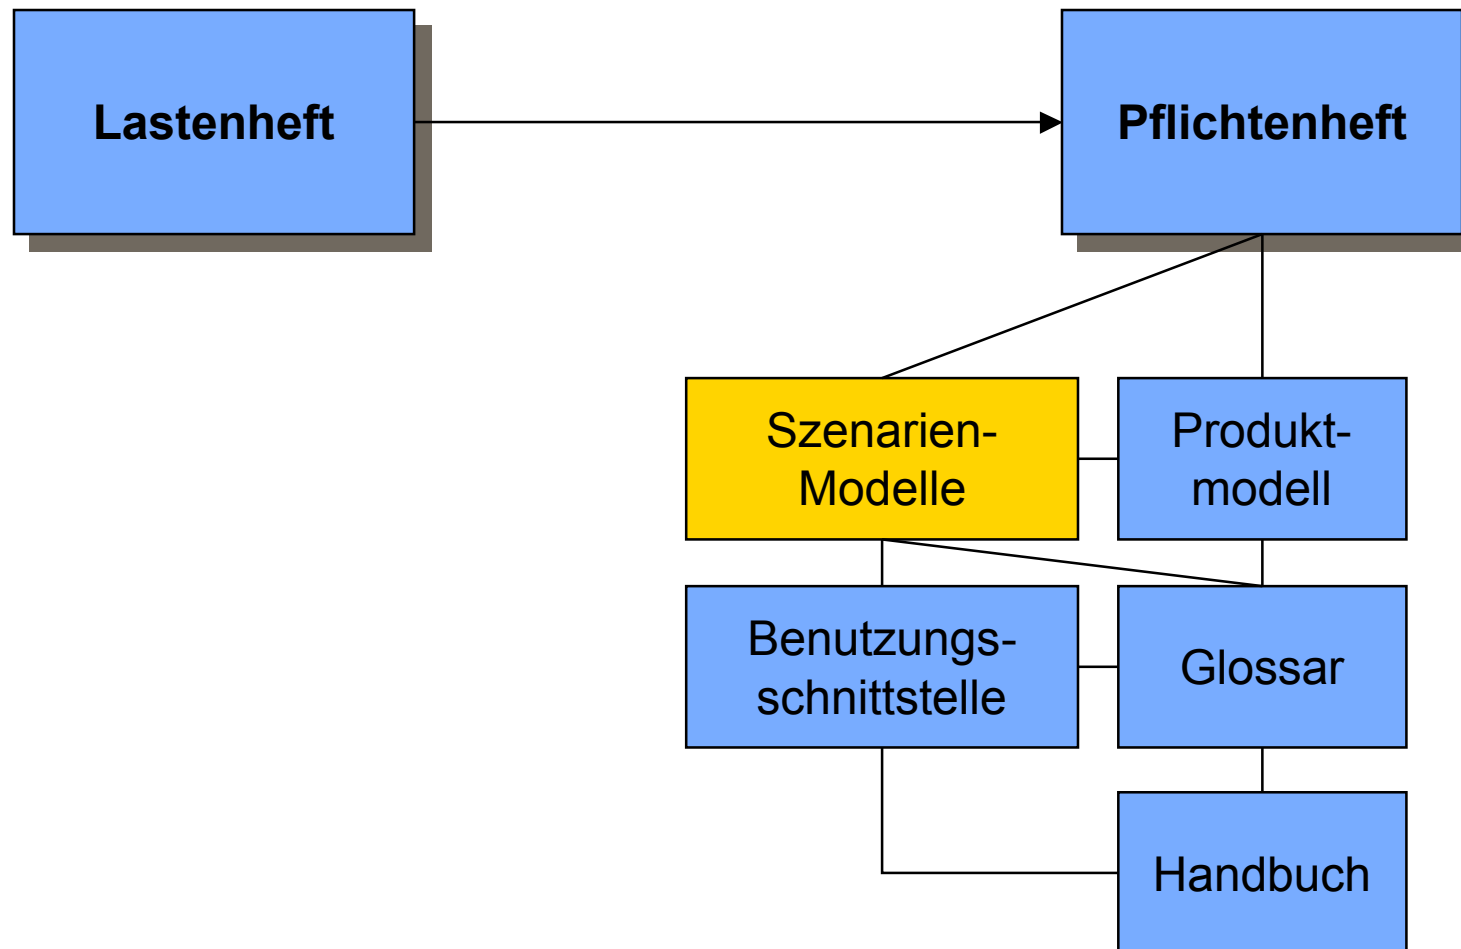 Lastenheft
Pflichtenheft
Szenarien-
Modelle
Produkt-
modell
Benutzungs-
schnittstelle
Glossar
Handbuch